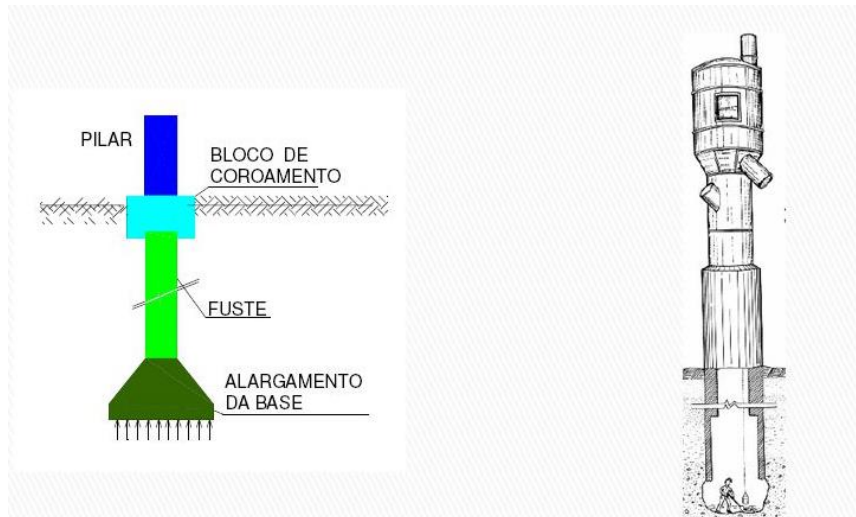 PILAR
BLOCO DE
COROAMENTO
FUSTE
ALARGAMENTO
DA BASE